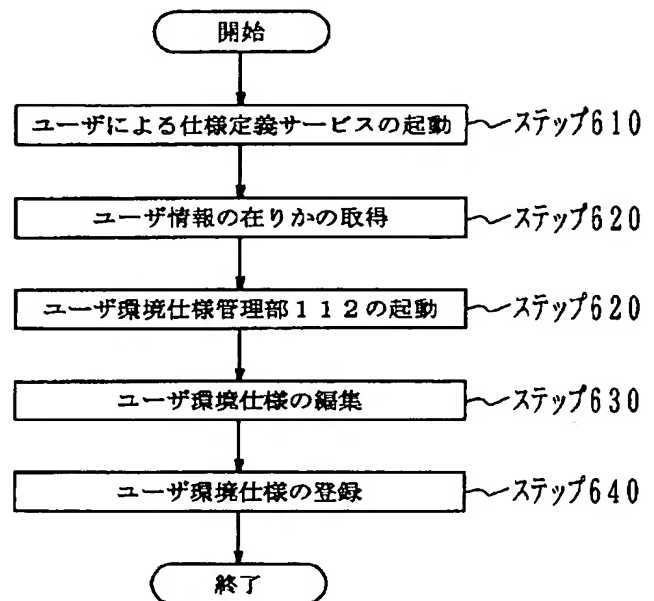 開始
ユーザによる仕様定義サービスの起動 ステップ610
ユーザ情報の在りかの取得 ステップ620
ユーザ環境仕様管理部112の起動 ステップ620
ユーザ環境仕様の編集 ステップ630
ユーザ環境仕様の登録 ステップ640
終了